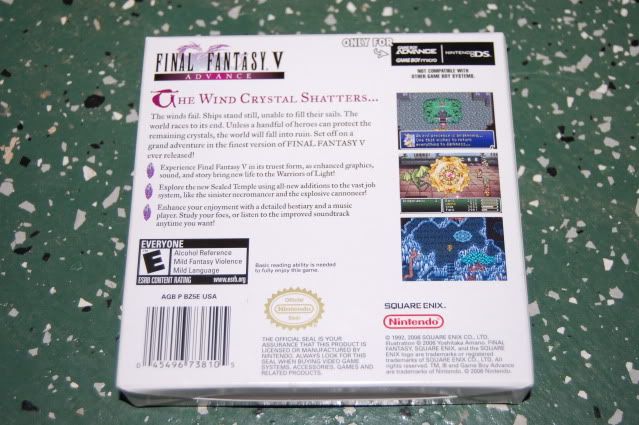 FINAL FANTASY V
ADVANCE
ONLY FOR
GAME BOY ADVANCE
GAME BOY micro
NINTENDO DS
NOT COMPATIBLE WITH
OTHER GAME BOY SYSTEMS.
THE WIND CRYSTAL SHATTERS...
The winds fail. Ships stand still, unable to fill their sails. The
world races to its end. Unless a handful of heroes can protect the
remaining crystals, the world will fall into ruin. Set off on a
grand adventure in the finest version of FINAL FANTASY V
ever released!
Experience Final Fantasy V in its truest form, as enhanced graphics,
sound, and story bring new life to the Warriors of Light!
Explore the new Sealed Temple using all-new additions to the vast job
system, like the sinister necromancer and the explosive cannoneer!
Enhance your enjoyment with a detailed bestiary and a music
player. Study your foes, or listen to the improved soundtrack
anytime you want!
EVERYONE
E
Alcohol Reference
Mild Fantasy Violence
Mild Language
ESRB CONTENT RATING www.esrb.org
Basic reading ability is needed
to fully enjoy this game.
AGB P BZ5E USA
0 45496 73810 5
Official
Nintendo
Seal
THE OFFICIAL SEAL IS YOUR
ASSURANCE THAT THIS PRODUCT IS
LICENSED OR MANUFACTURED BY
NINTENDO. ALWAYS LOOK FOR THIS
SEAL WHEN BUYING VIDEO GAME
SYSTEMS, ACCESSORIES, GAMES AND
RELATED PRODUCTS.
SQUARE ENIX.
Nintendo
© 1992, 2006 SQUARE ENIX CO., LTD.
Illustration © 2006 Yoshitaka Amano. FINAL
FANTASY, SQUARE ENIX, and the SQUARE
ENIX logo are trademarks or registered
trademarks of SQUARE ENIX CO., LTD. All
rights reserved. TM, ® and Game Boy Advance
are trademarks of Nintendo. © 2006 Nintendo.